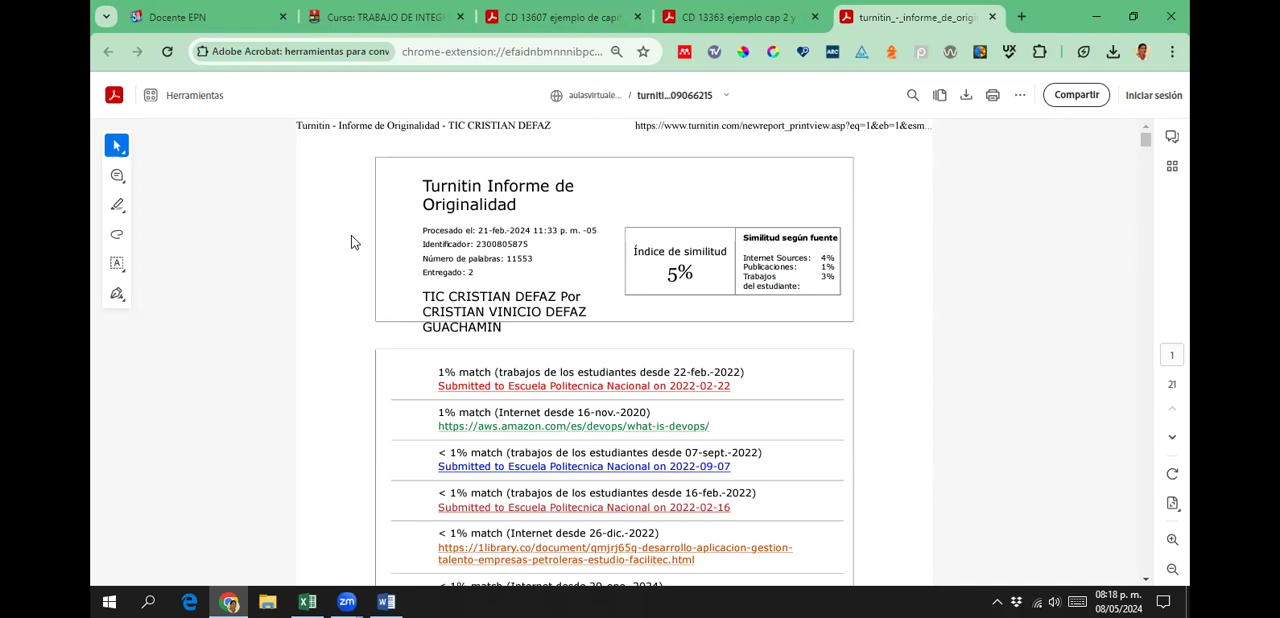 Docente EPN
Curso: TRABAJO DE INTEGR
CD 13607 ejemplo de capi
CD 13363 ejemplo cap 2 y
turnitin_-_informe_de_orig
Adobe Acrobat: herramientas para conv
chrome-extension://efaidnbmnnnibpc...
Herramientas
aulasvirtuale... / turniti...09066215
Compartir
Iniciar sesión
Turnitin - Informe de Originalidad - TIC CRISTIAN DEFAZ
https://www.turnitin.com/newreport_printview.asp?eq=1&eb=1&esm...
Turnitin Informe de
Originalidad
Procesado el: 21-feb.-2024 11:33 p. m. -05
Identificador: 2300805875
Número de palabras: 11553
Entregado: 2
TIC CRISTIAN DEFAZ Por
CRISTIAN VINICIO DEFAZ
GUACHAMIN
Índice de similitud
5%
Similitud según fuente
Internet Sources: 4%
Publicaciones: 1%
Trabajos 3%
del estudiante:
1% match (trabajos de los estudiantes desde 22-feb.-2022)
Submitted to Escuela Politecnica Nacional on 2022-02-22
1% match (Internet desde 16-nov.-2020)
https://aws.amazon.com/es/devops/what-is-devops/
< 1% match (trabajos de los estudiantes desde 07-sept.-2022)
Submitted to Escuela Politecnica Nacional on 2022-09-07
< 1% match (trabajos de los estudiantes desde 16-feb.-2022)
Submitted to Escuela Politecnica Nacional on 2022-02-16
< 1% match (Internet desde 26-dic.-2022)
https://1library.co/document/qmjrj65q-desarrollo-aplicacion-gestion-
talento-empresas-petroleras-estudio-facilitec.html
< 1% match (Internet desde 20-ene.-2024)
1
21
08:18 p. m.
08/05/2024